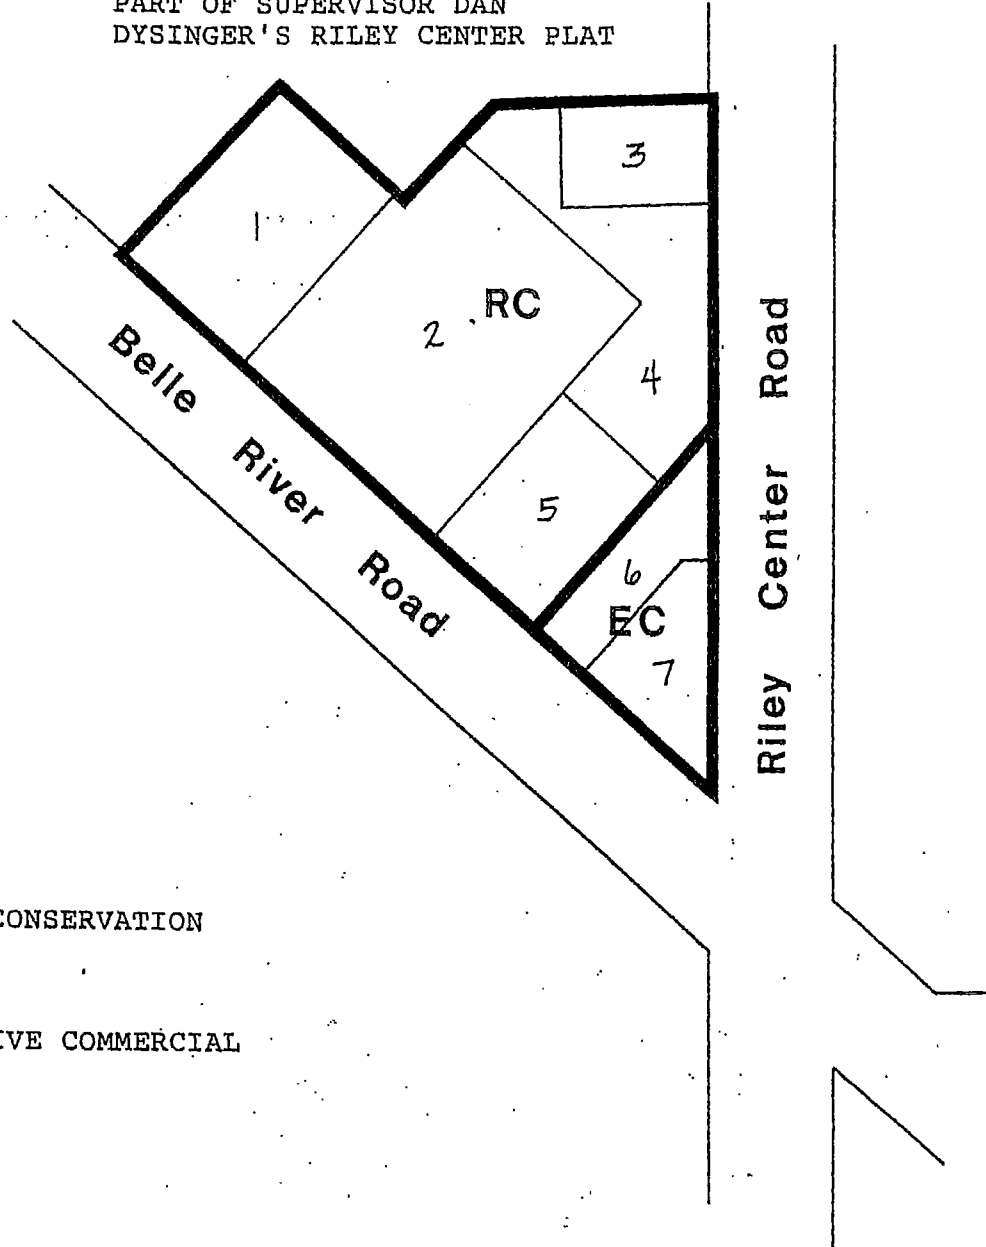 PART OF SUPERVISOR DAN
DYSINGER'S RILEY CENTER PLAT
3
1
RC
2
4
Belle River Road
Riley Center Road
5
6
EC
7
CONSERVATION
IVE COMMERCIAL